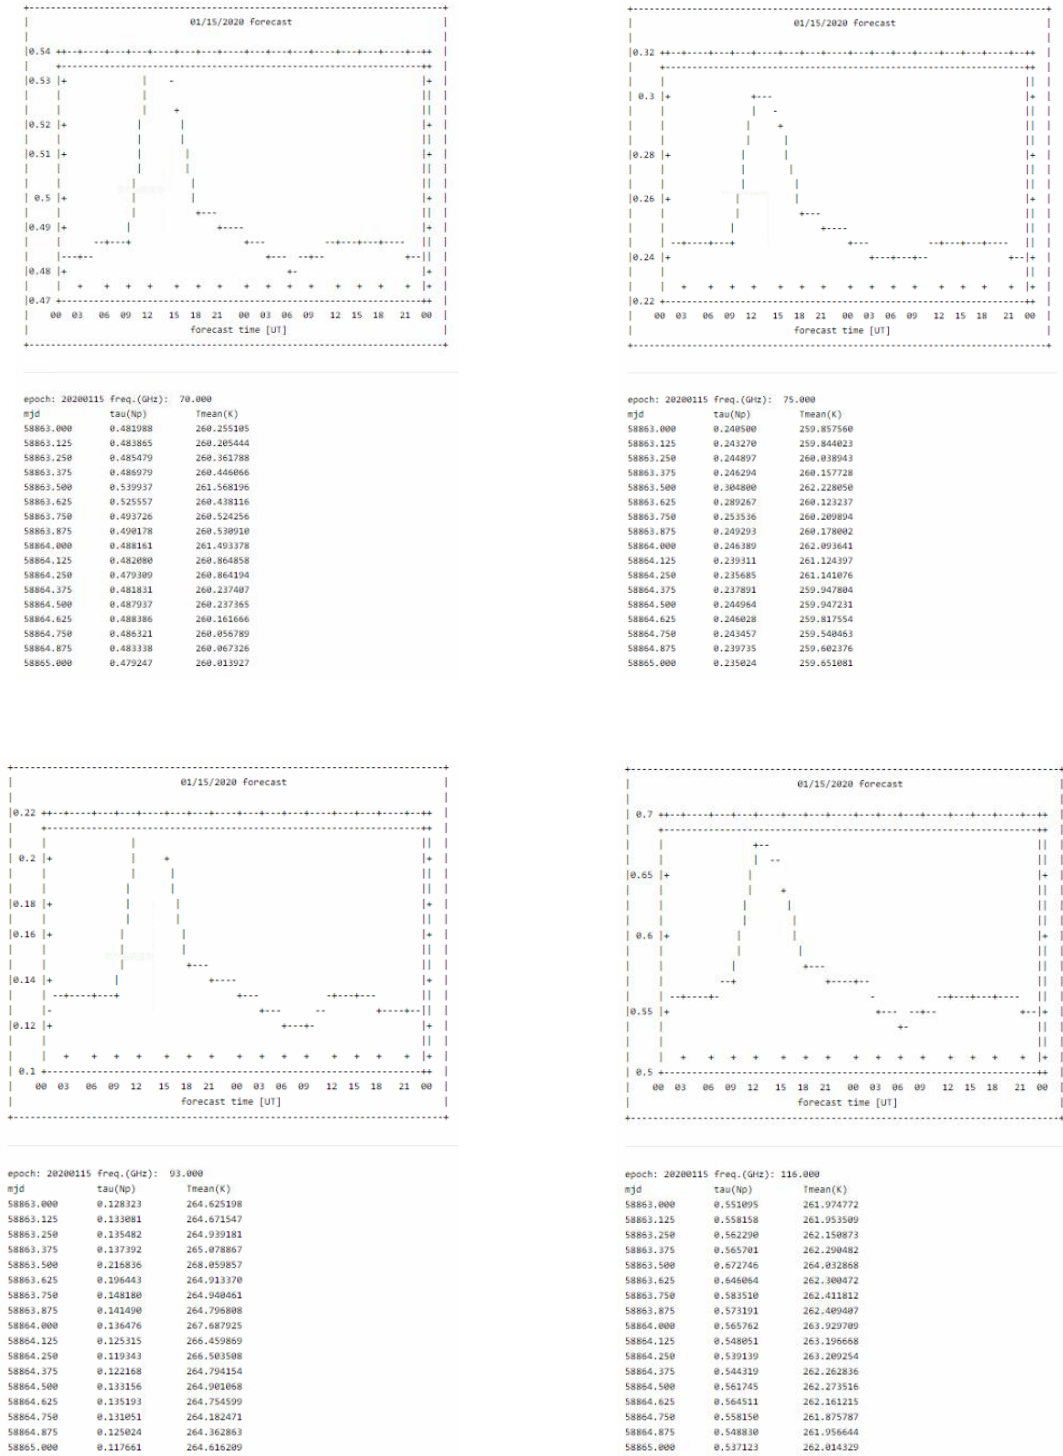 01/15/2020 forecast
0.54
0.53
0.52
0.51
0.5
0.49
0.48
0.47
00 03 06 09 12 15 18 21 00 03 06 09 12 15 18 21 00
forecast time [UT]
epoch: 20200115 freq.(GHz): 70.000
mjd tau(Np) Tmean(K)
58863.000 0.481988 260.255105
58863.125 0.483865 260.205444
58863.250 0.485479 260.361788
58863.375 0.486979 260.446066
58863.500 0.539937 261.568196
58863.625 0.525557 260.438116
58863.750 0.493726 260.524256
58863.875 0.490178 260.530910
58864.000 0.488161 261.493378
58864.125 0.482080 260.864858
58864.250 0.479309 260.864194
58864.375 0.481831 260.237407
58864.500 0.487937 260.237365
58864.625 0.488386 260.161666
58864.750 0.486321 260.056789
58864.875 0.483338 260.067326
58865.000 0.479247 260.013927
01/15/2020 forecast
0.32
0.3
0.28
0.26
0.24
0.22
00 03 06 09 12 15 18 21 00 03 06 09 12 15 18 21 00
forecast time [UT]
epoch: 20200115 freq.(GHz): 75.000
mjd tau(Np) Tmean(K)
58863.000 0.240500 259.857560
58863.125 0.243270 259.844023
58863.250 0.244897 260.038943
58863.375 0.246294 260.157728
58863.500 0.304800 262.228050
58863.625 0.289267 260.123237
58863.750 0.253536 260.209894
58863.875 0.249293 260.178002
58864.000 0.246389 262.093641
58864.125 0.239311 261.124397
58864.250 0.235685 261.141076
58864.375 0.237891 259.947804
58864.500 0.244964 259.947231
58864.625 0.246028 259.817554
58864.750 0.243457 259.540463
58864.875 0.239735 259.602376
58865.000 0.235024 259.651081
01/15/2020 forecast
0.22
0.2
0.18
0.16
0.14
0.12
0.1
00 03 06 09 12 15 18 21 00 03 06 09 12 15 18 21 00
forecast time [UT]
epoch: 20200115 freq.(GHz): 93.000
mjd tau(Np) Tmean(K)
58863.000 0.128323 264.625198
58863.125 0.133081 264.671547
58863.250 0.135482 264.939181
58863.375 0.137392 265.078867
58863.500 0.216836 268.059857
58863.625 0.196443 264.913370
58863.750 0.148180 264.940461
58863.875 0.141490 264.796808
58864.000 0.136476 267.687925
58864.125 0.125315 266.459869
58864.250 0.119343 266.503508
58864.375 0.122168 264.794154
58864.500 0.133156 264.901068
58864.625 0.135193 264.754599
58864.750 0.131051 264.182471
58864.875 0.125024 264.362863
58865.000 0.117661 264.616209
01/15/2020 forecast
0.7
0.65
0.6
0.55
0.5
00 03 06 09 12 15 18 21 00 03 06 09 12 15 18 21 00
forecast time [UT]
epoch: 20200115 freq.(GHz): 116.000
mjd tau(Np) Tmean(K)
58863.000 0.551095 261.974772
58863.125 0.558158 261.953509
58863.250 0.562290 262.150873
58863.375 0.565701 262.290482
58863.500 0.672746 264.032868
58863.625 0.646064 262.300472
58863.750 0.583510 262.411812
58863.875 0.573191 262.409407
58864.000 0.565762 263.929709
58864.125 0.548051 263.196668
58864.250 0.539139 263.209254
58864.375 0.544319 262.262836
58864.500 0.561745 262.273516
58864.625 0.564511 262.161215
58864.750 0.558150 261.875787
58864.875 0.548830 261.956644
58865.000 0.537123 262.014329